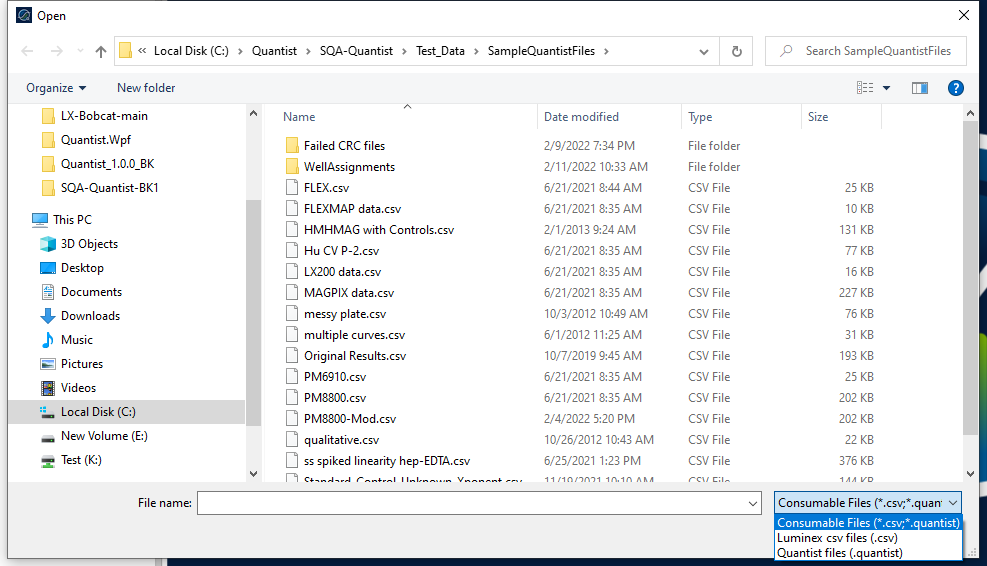 Open
« Local Disk (C:) › Quantist › SQA-Quantist › Test_Data › SampleQuantistFiles ›
Search SampleQuantistFiles
Organize
New folder
LX-Bobcat-main
Quantist.Wpf
Quantist_1.0.0_BK
SQA-Quantist-BK1
This PC
3D Objects
Desktop
Documents
Downloads
Music
Pictures
Videos
Local Disk (C:)
New Volume (E:)
Test (K:)
Name Date modified Type Size
Failed CRC files 2/9/2022 7:34 PM File folder
WellAssignments 2/11/2022 10:33 AM File folder
FLEX.csv 6/21/2021 8:44 AM CSV File 25 KB
FLEXMAP data.csv 6/21/2021 8:35 AM CSV File 10 KB
HMHMAG with Controls.csv 2/1/2013 9:24 AM CSV File 131 KB
Hu CV P-2.csv 6/21/2021 8:35 AM CSV File 77 KB
LX200 data.csv 6/21/2021 8:35 AM CSV File 16 KB
MAGPIX data.csv 6/21/2021 8:35 AM CSV File 227 KB
messy plate.csv 10/3/2012 10:49 AM CSV File 76 KB
multiple curves.csv 6/1/2012 11:25 AM CSV File 31 KB
Original Results.csv 10/7/2019 9:45 AM CSV File 193 KB
PM6910.csv 6/21/2021 8:35 AM CSV File 25 KB
PM8800.csv 6/21/2021 8:35 AM CSV File 202 KB
PM8800-Mod.csv 2/4/2022 5:20 PM CSV File 202 KB
qualitative.csv 10/26/2012 10:43 AM CSV File 22 KB
ss spiked linearity hep-EDTA.csv 6/25/2021 1:23 PM CSV File 376 KB
Standard_Control_Unknown_Xponent.csv 11/19/2021 10:10 AM CSV File 144 KB
File name:
Consumable Files (*.csv;*.quant
Consumable Files (*.csv;*.quantist)
Luminex csv files (.csv)
Quantist files (.quantist)